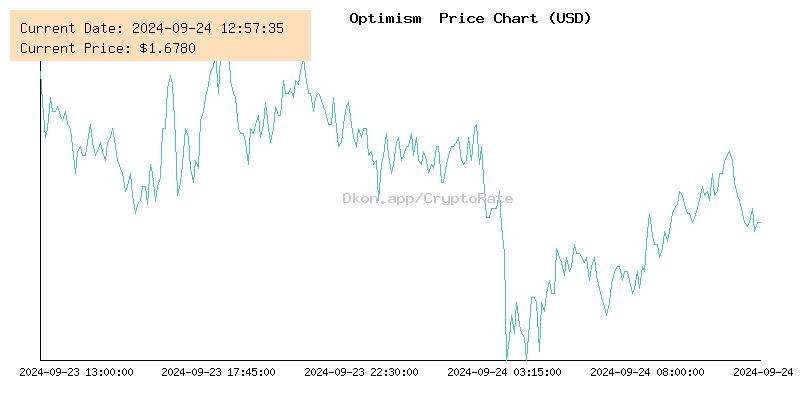 Optimism  Price Chart (USD)
Current Date: 2024-09-24 12:57:35
Current Price: $1.6780
Dkon.app/CryptoRate
2024-09-23 13:00:00 2024-09-23 17:45:00 2024-09-23 22:30:00 2024-09-24 03:15:00 2024-09-24 08:00:00 2024-09-24